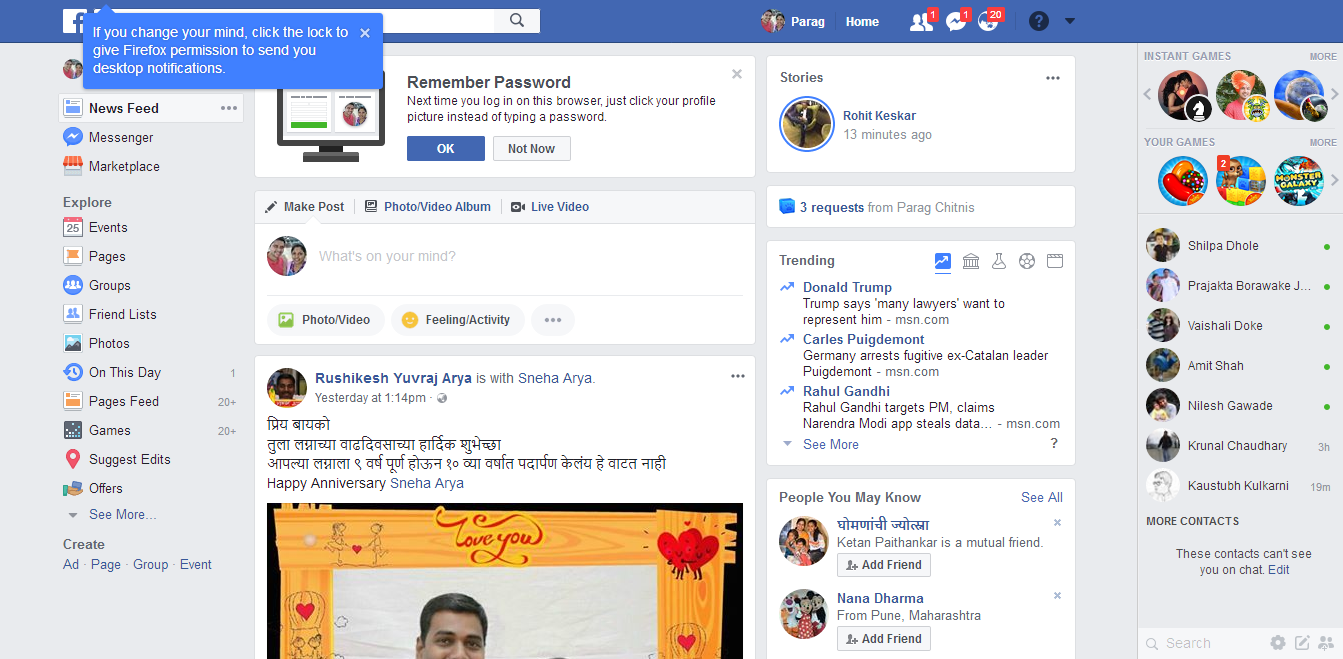 f
Parag
Home
1
1
20
?
If you change your mind, click the lock to
give Firefox permission to send you
desktop notifications.
News Feed
Messenger
Marketplace
Explore
25 Events
Pages
Groups
Friend Lists
Photos
On This Day 1
Pages Feed 20+
Games 20+
Suggest Edits
Offers
See More...
Create
Ad · Page · Group · Event
Remember Password
Next time you log in on this browser, just click your profile
picture instead of typing a password.
OK
Not Now
Make Post
Photo/Video Album
Live Video
What's on your mind?
Photo/Video
Feeling/Activity
Rushikesh Yuvraj Arya is with Sneha Arya.
Yesterday at 1:14pm ·
प्रिय बायको
तुला लग्नाच्या वाढदिवसाच्या हार्दिक शुभेच्छा
आपल्या लग्नाला ९ वर्ष पूर्ण होऊन १० व्या वर्षात पदार्पण केलंय हे वाटत नाही
Happy Anniversary Sneha Arya
I love you
Stories
Rohit Keskar
13 minutes ago
3 requests from Parag Chitnis
Trending
Donald Trump
Trump says 'many lawyers' want to
represent him - msn.com
Carles Puigdemont
Germany arrests fugitive ex-Catalan leader
Puigdemont - msn.com
Rahul Gandhi
Rahul Gandhi targets PM, claims
Narendra Modi app steals data... - msn.com
See More ?
People You May Know See All
घोमणांची ज्योत्स्ना
Ketan Paithankar is a mutual friend.
Add Friend
Nana Dharma
From Pune, Maharashtra
Add Friend
INSTANT GAMES MORE
YOUR GAMES MORE
2
MONSTER
GALAXY
Shilpa Dhole
Prajakta Borawake J...
Vaishali Doke
Amit Shah
Nilesh Gawade
Krunal Chaudhary 3h
Kaustubh Kulkarni 19m
MORE CONTACTS
These contacts can't see
you on chat. Edit
Search